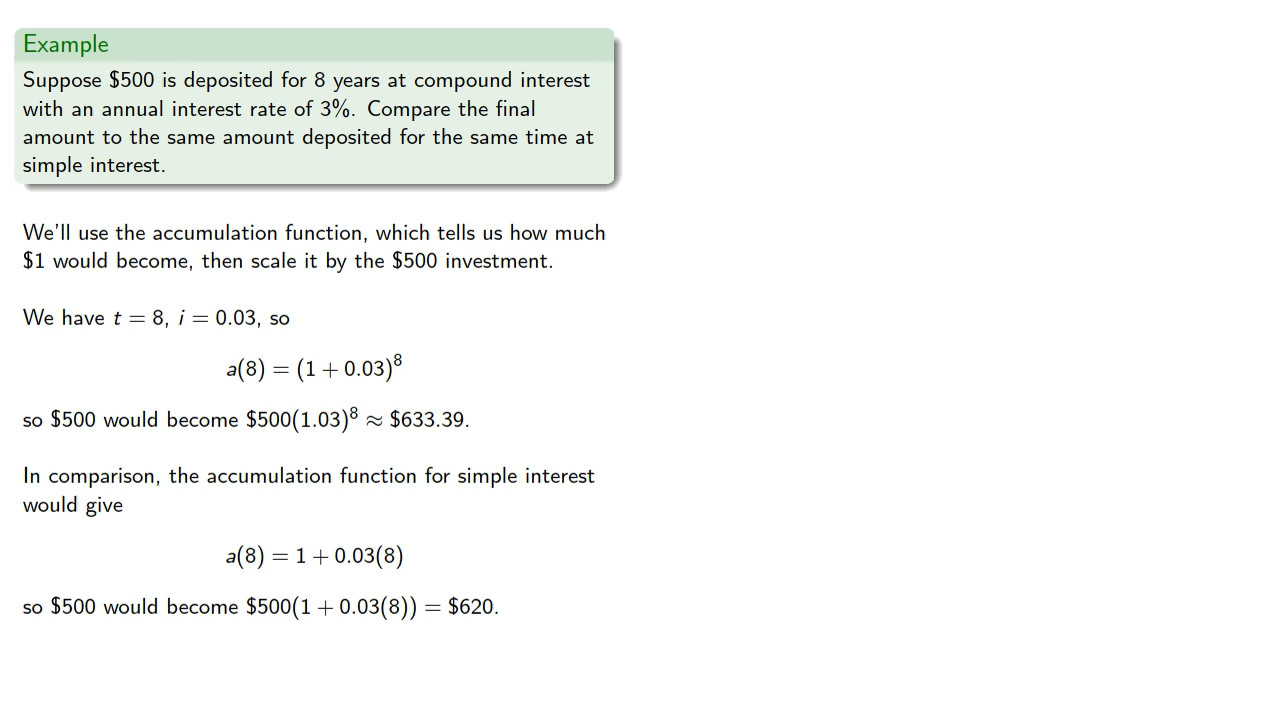 Example
Suppose $500 is deposited for 8 years at compound interest
with an annual interest rate of 3%. Compare the final
amount to the same amount deposited for the same time at
simple interest.
We'll use the accumulation function, which tells us how much
$1 would become, then scale it by the $500 investment.
We have t = 8, i = 0.03, so
a(8) = (1 + 0.03)⁸
so $500 would become $500(1.03)⁸ ≈ $633.39.
In comparison, the accumulation function for simple interest
would give
a(8) = 1 + 0.03(8)
so $500 would become $500(1 + 0.03(8)) = $620.